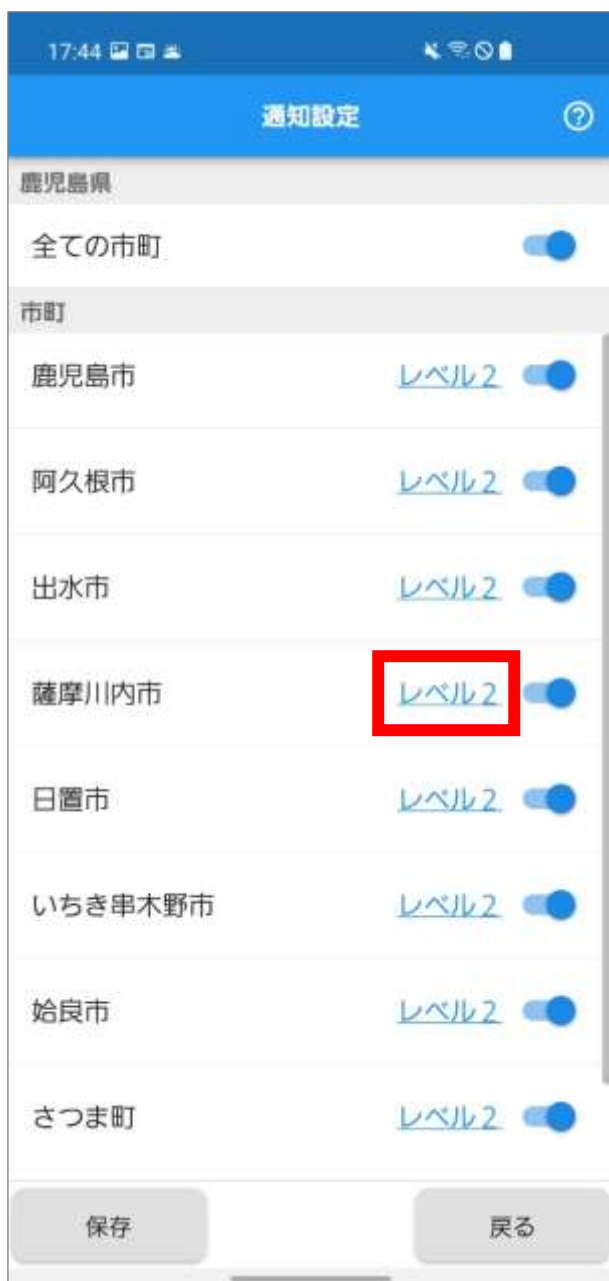 17:44
通知設定
鹿児島県
全ての市町
市町
鹿児島市 レベル2
阿久根市 レベル2
出水市 レベル2
薩摩川内市 レベル2
日置市 レベル2
いちき串木野市 レベル2
姶良市 レベル2
さつま町 レベル2
保存 戻る